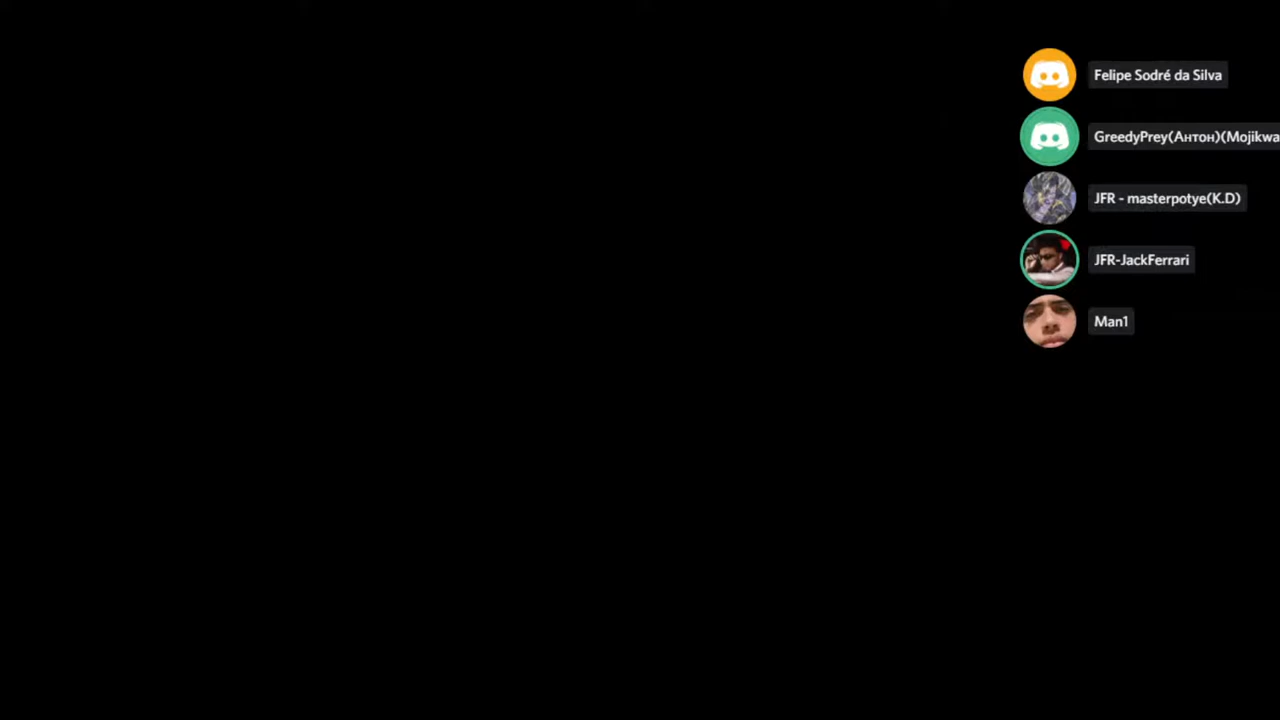 Felipe Sodré da Silva
GreedyPrey(Антон)(Mojikwa
JFR - masterpotye(K.D)
JFR-JackFerrari
Man1